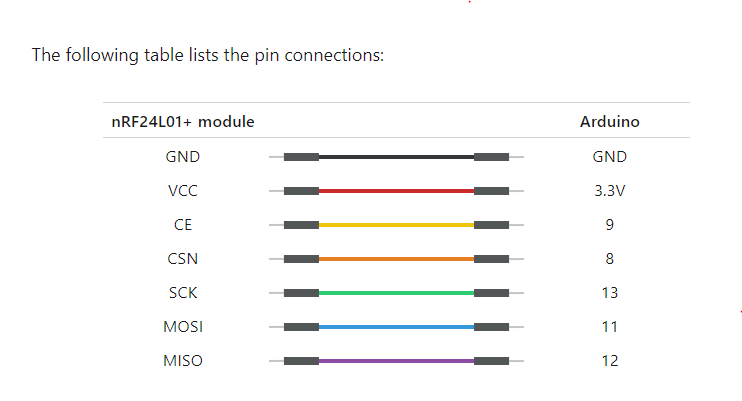 The following table lists the pin connections:
nRF24L01+ module Arduino
GND GND
VCC 3.3V
CE 9
CSN 8
SCK 13
MOSI 11
MISO 12